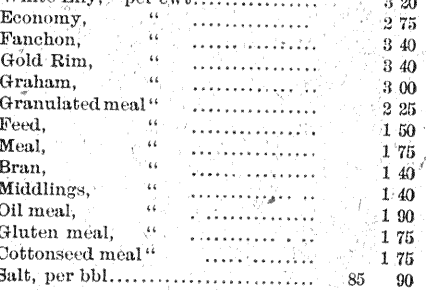 White Lily, per cwt................ 3 20
Economy, “ ................ 2 75
Fanchon, “ ................ 3 40
Gold Rim, “ ................ 3 40
Graham, “ ................ 3 00
Granulated meal “ ................ 2 25
Feed, “ ................ 1 50
Meal, “ ................ 1 75
Bran, “ ................ 1 40
Middlings, “ ................ 1 40
Oil meal, “ ................ 1 90
Gluten meal, “ ................ 1 75
Cottonseed meal “ ................ 1 75
Salt, per bbl........................ 85 90